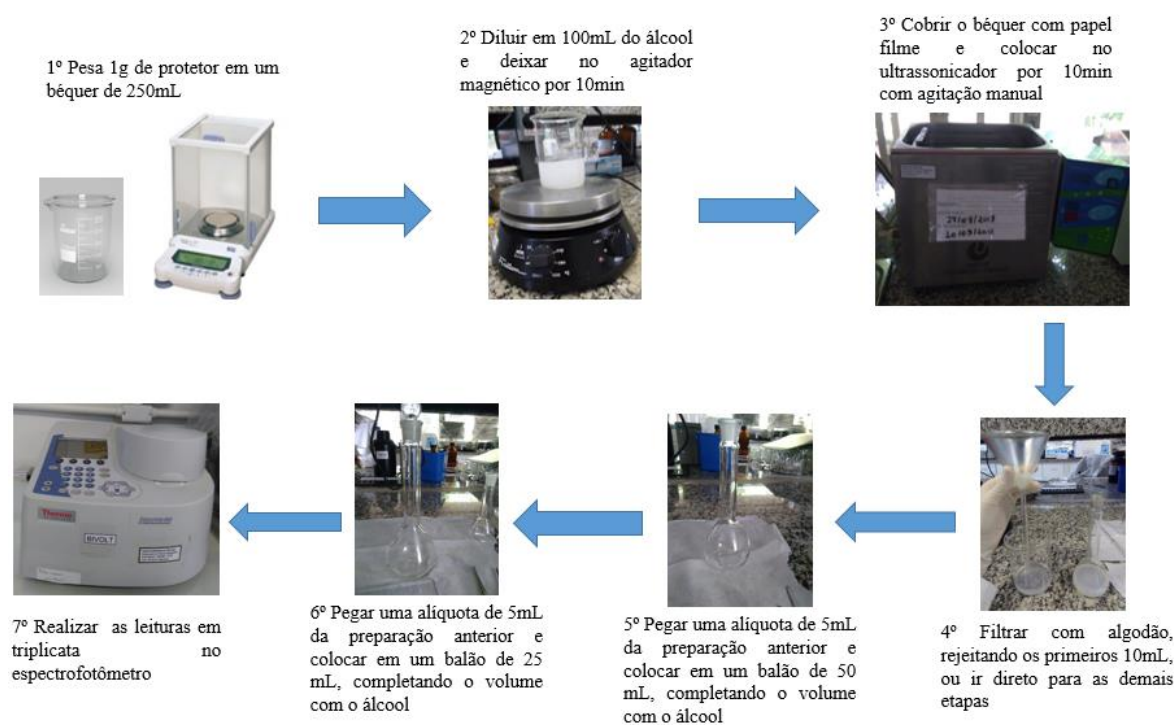 1º Pesa 1g de protetor em um
béquer de 250mL
2º Diluir em 100mL do álcool
e deixar no agitador
magnético por 10min
3º Cobrir o béquer com papel
filme e colocar no
ultrassonicador por 10min
com agitação manual
4º Filtrar com algodão,
rejeitando os primeiros 10mL,
ou ir direto para as demais
etapas
5º Pegar uma alíquota de 5mL
da preparação anterior e
colocar em um balão de 50
mL, completando o volume
com o álcool
6º Pegar uma alíquota de 5mL
da preparação anterior e
colocar em um balão de 25
mL, completando o volume
com o álcool
Thermo
BIVOLT
7º Realizar as leituras em
triplicata no
espectrofotômetro